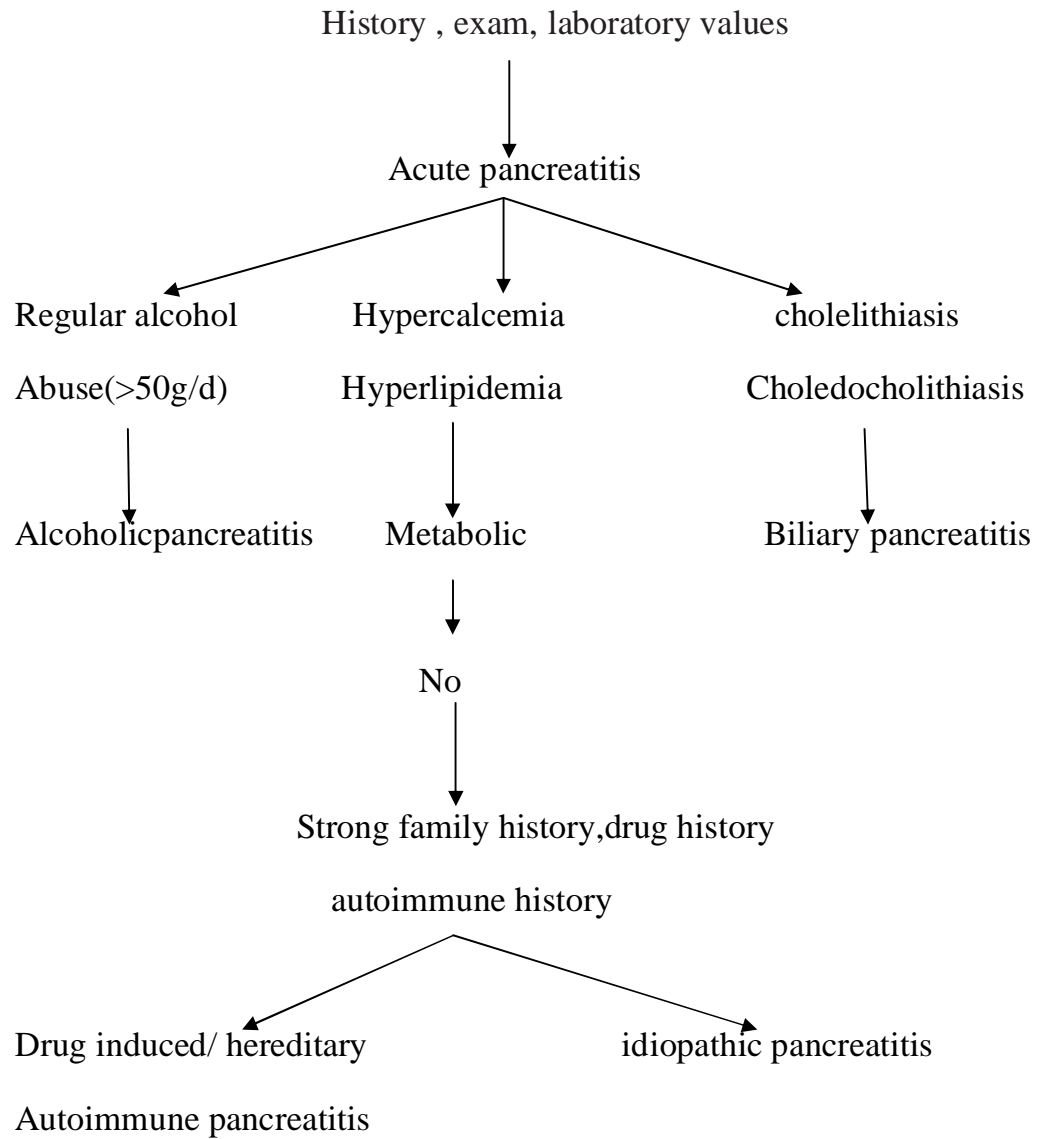 History , exam, laboratory values
Acute pancreatitis
Regular alcohol Hypercalcemia cholelithiasis
Abuse(>50g/d) Hyperlipidemia Choledocholithiasis
Alcoholicpancreatitis Metabolic Biliary pancreatitis
No
Strong family history,drug history
autoimmune history
Drug induced/ hereditary idiopathic pancreatitis
Autoimmune pancreatitis